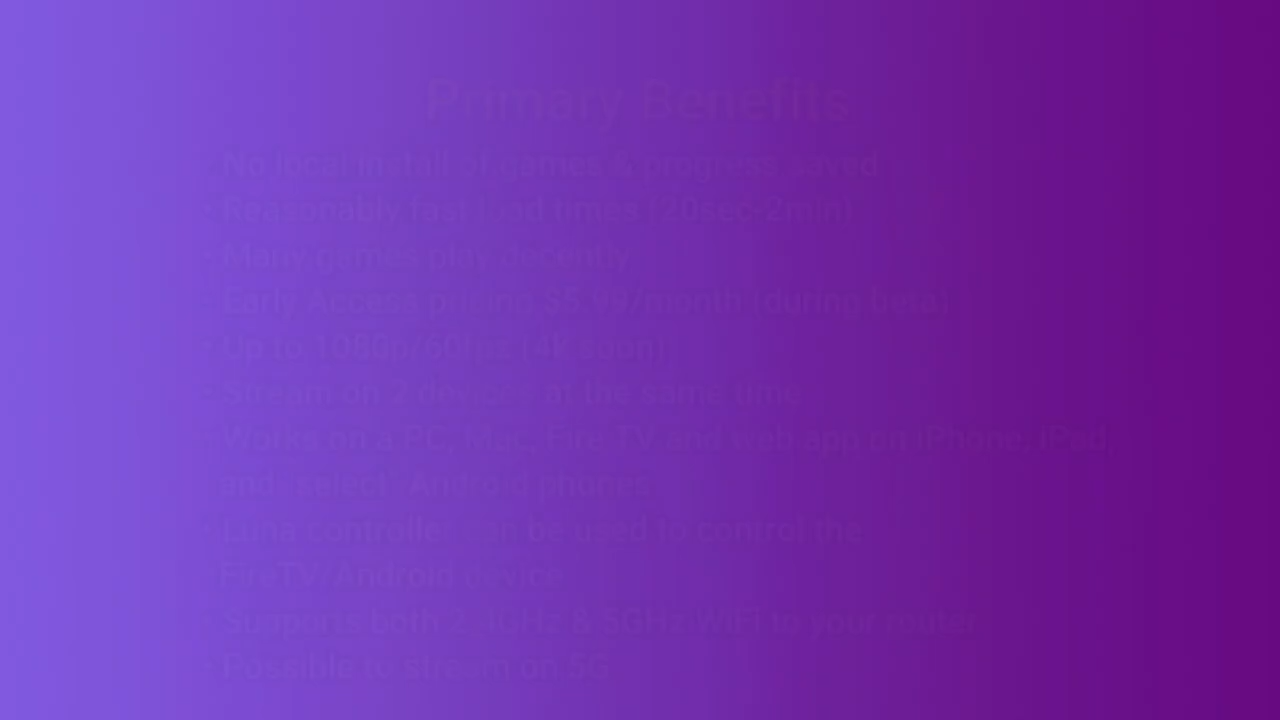 Primary Benefits
• No local install of games & progress saved
• Reasonably fast load times (20sec-2min)
• Many games play decently
• Early Access pricing $5.99/month (during beta)
• Up to 1080p/60fps (4K soon)
• Stream on 2 devices at the same time
• Works on a PC, Mac, Fire TV and web app on iPhone, iPad
and "select" Android phones
• Luna controller can be used to control the
FireTV/Android device
• Supports both 2.4GHz & 5GHz WiFi to your router
• Possible to stream on 5G